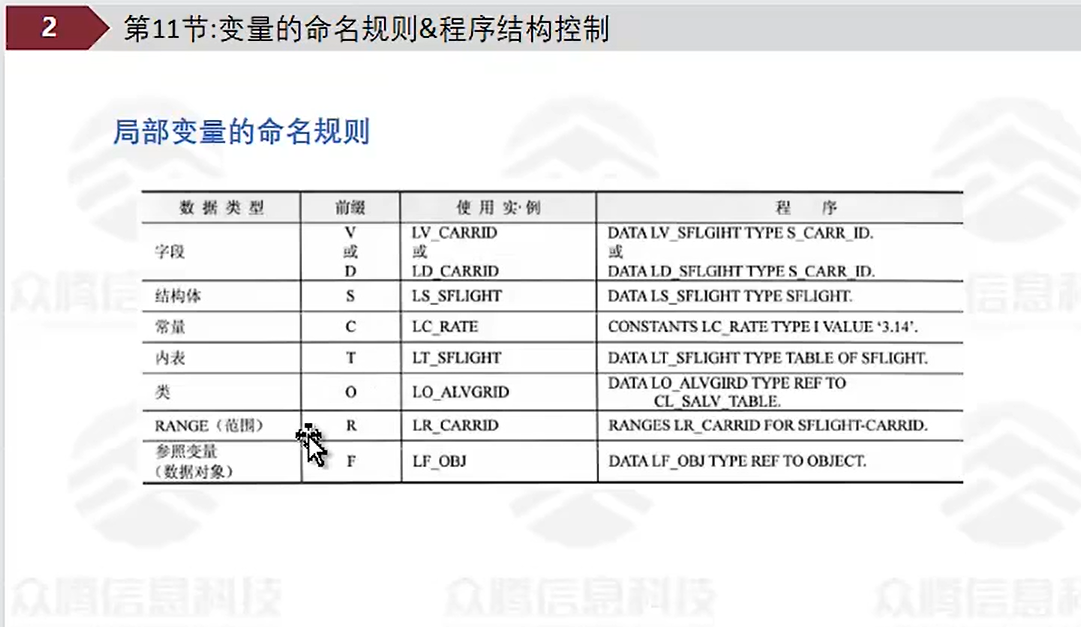 2
第11节:变量的命名规则&程序结构控制
局部变量的命名规则
数据类型 前缀 使用实例 程序
字段
V
或
D
LV_CARRID
或
LD_CARRID
DATA LV_SFLGIHT TYPE S_CARR_ID.
或
DATA LD_SFLGIHT TYPE S_CARR_ID.
结构体 S LS_SFLIGHT DATA LS_SFLIGHT TYPE SFLIGHT.
常量 C LC_RATE CONSTANTS LC_RATE TYPE I VALUE ‘3.14’.
内表 T LT_SFLIGHT DATA LT_SFLIGHT TYPE TABLE OF SFLIGHT.
类 O LO_ALVGRID
DATA LO_ALVGIRD TYPE REF TO
CL_SALV_TABLE.
RANGE（范围） R LR_CARRID RANGES LR_CARRID FOR SFLIGHT-CARRID.
参照变量
（数据对象）
F LF_OBJ DATA LF_OBJ TYPE REF TO OBJECT.
众腾信
信息科
众腾信息科技
众腾信息科技
众腾信息科